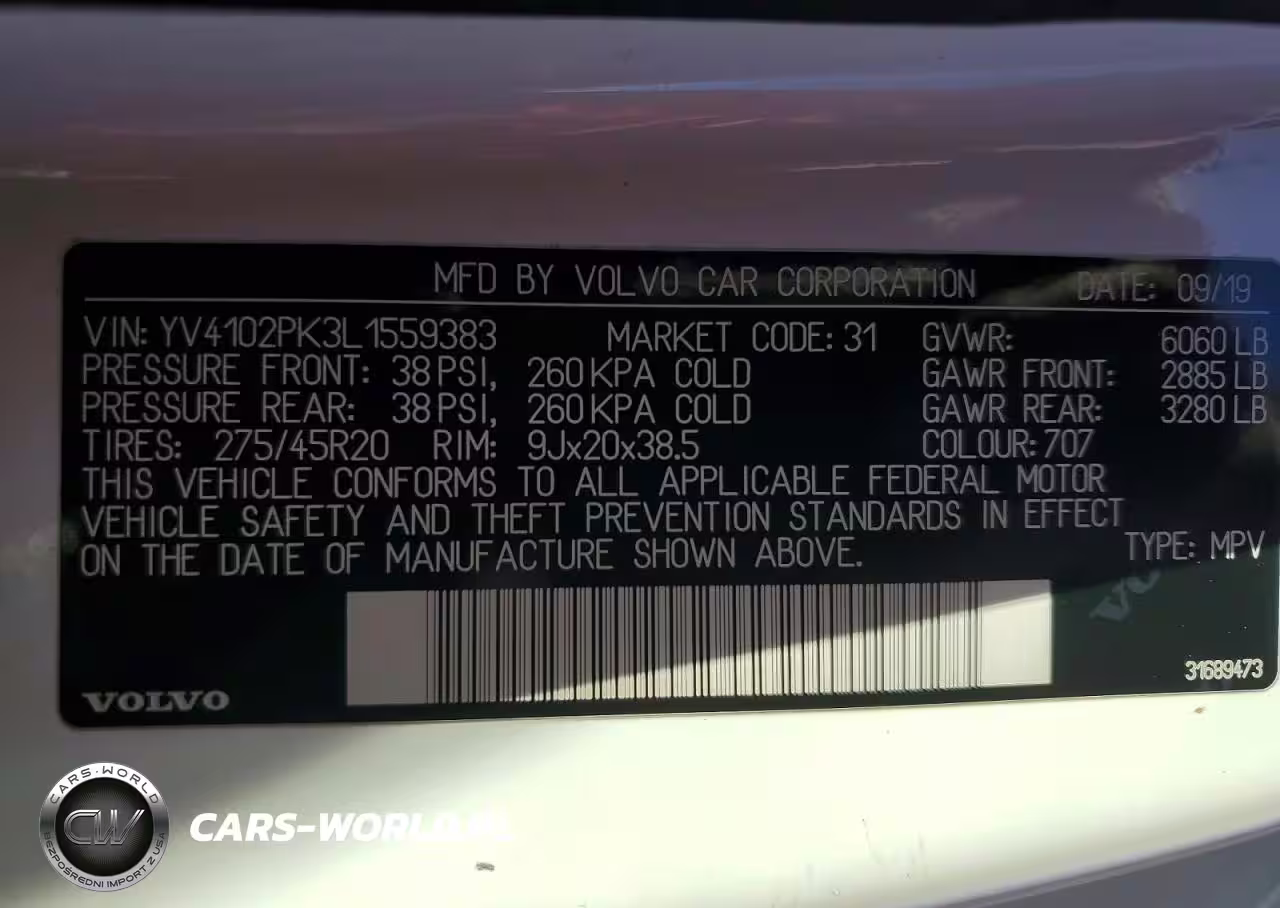 MFD BY VOLVO CAR CORPORATION DATE: 09/19
VIN: YV4102PK3L1559383 MARKET CODE: 31 GVWR: 6060 LB
PRESSURE FRONT: 38 PSI, 260 KPA COLD GAWR FRONT: 2885 LB
PRESSURE REAR: 38 PSI, 260 KPA COLD GAWR REAR: 3280 LB
TIRES: 275/45R20 RIM: 9Jx20x38.5 COLOUR: 707
THIS VEHICLE CONFORMS TO ALL APPLICABLE FEDERAL MOTOR
VEHICLE SAFETY AND THEFT PREVENTION STANDARDS IN EFFECT
ON THE DATE OF MANUFACTURE SHOWN ABOVE. TYPE: MPV
31689473
VOLVO
CARS-WORLD
CW
BEZPOŚREDNI IMPORT Z USA
CARS-WORLD.PL